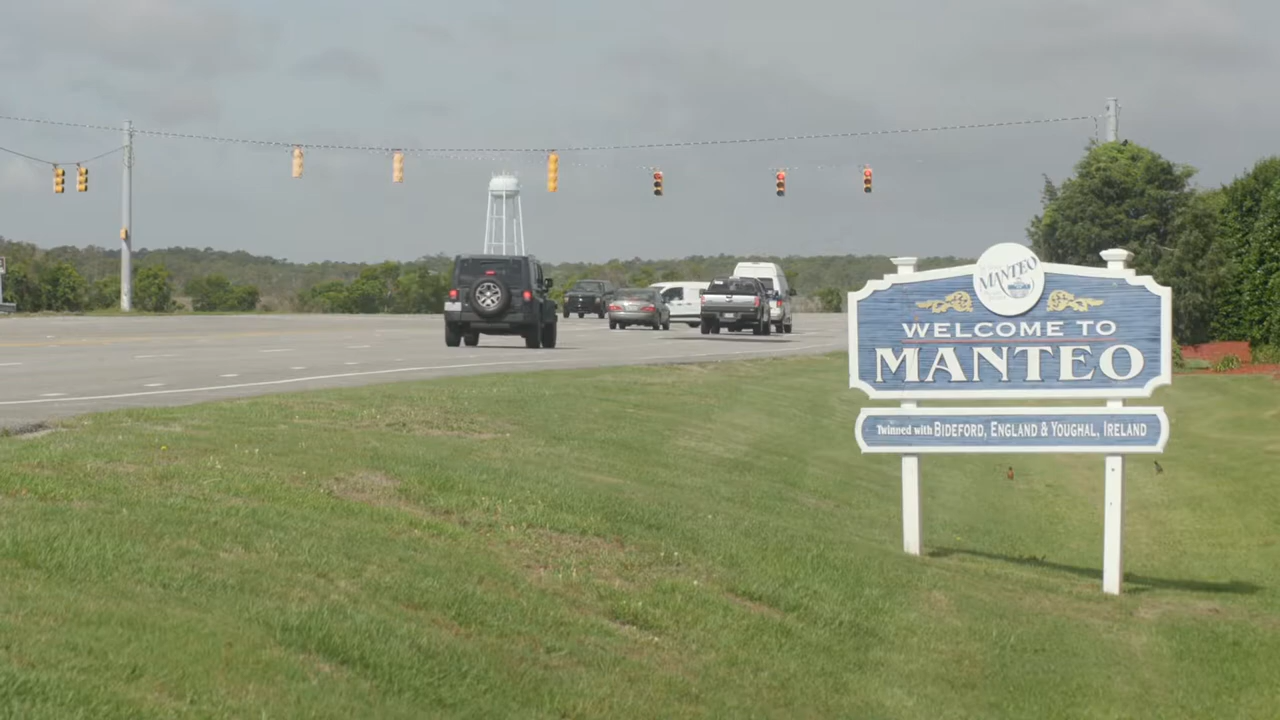 MANTEO
WELCOME TO
MANTEO
Twinned with BIDEFORD, ENGLAND & YOUGHAL, IRELAND